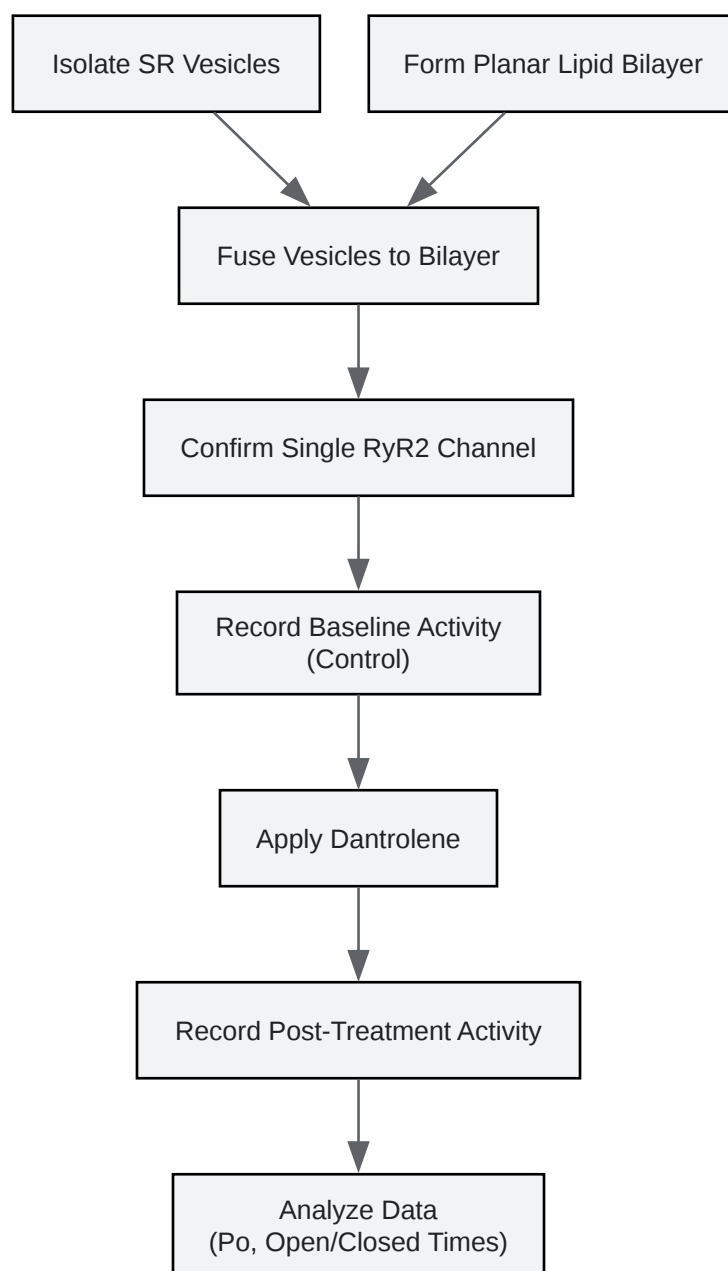 Isolate SR Vesicles
Form Planar Lipid Bilayer
Fuse Vesicles to Bilayer
Confirm Single RyR2 Channel
Record Baseline Activity
(Control)
Apply Dantrolene
Record Post-Treatment Activity
Analyze Data
(Po, Open/Closed Times)